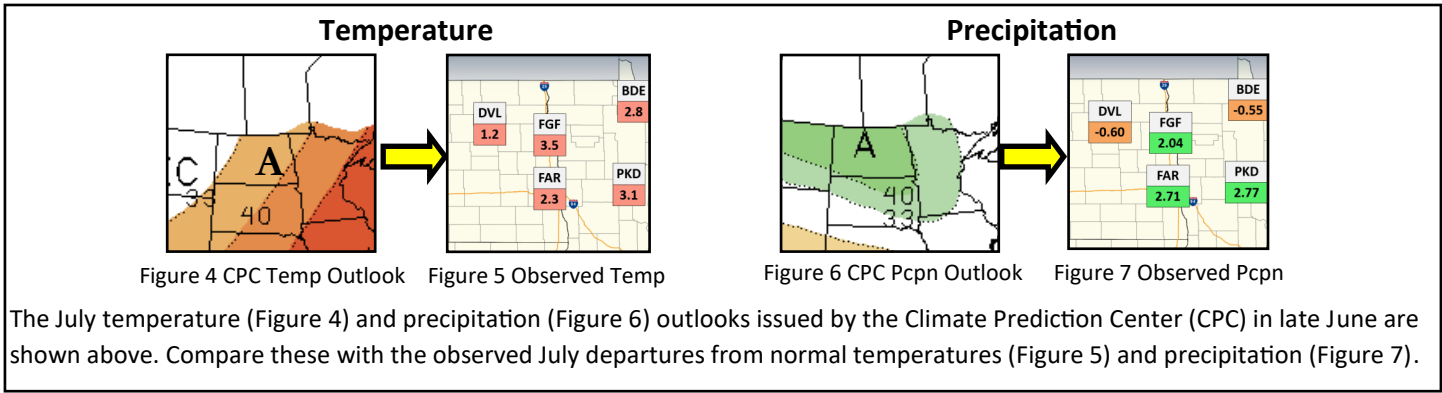 Temperature
Precipitation
A
C
33
40
DVL
1.2
FGF
3.5
FAR
2.3
BDE
2.8
PKD
3.1
A
40
33
DVL
-0.60
FGF
2.04
FAR
2.71
BDE
-0.55
PKD
2.77
Figure 4 CPC Temp Outlook
Figure 5 Observed Temp
Figure 6 CPC Pcpn Outlook
Figure 7 Observed Pcpn
The July temperature (Figure 4) and precipitation (Figure 6) outlooks issued by the Climate Prediction Center (CPC) in late June are
shown above. Compare these with the observed July departures from normal temperatures (Figure 5) and precipitation (Figure 7).